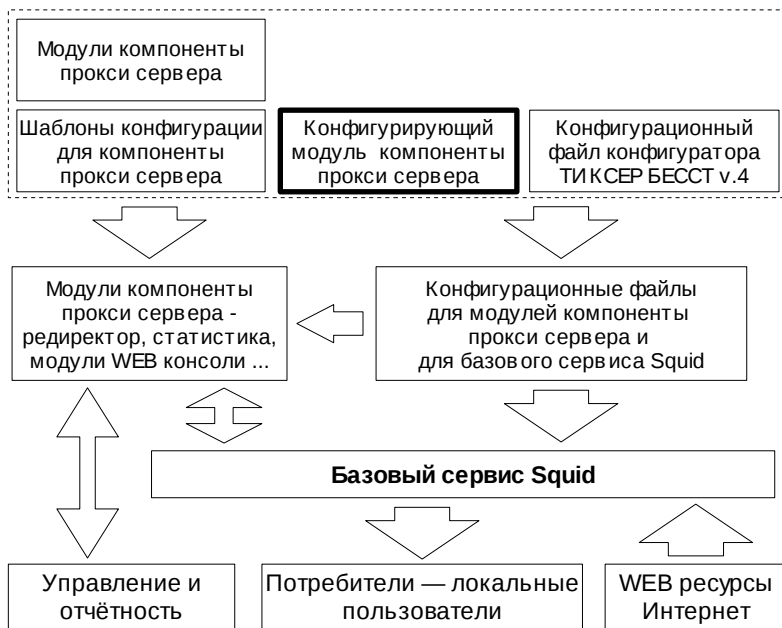 Модули компоненты
прокси сервера
Шаблоны конфигурации
для компоненты
прокси сервера
Конфигурирующий
модуль компоненты
прокси сервера
Конфигурационный
файл конфигуратора
ТИКСЕР БЕССТ v.4
Модули компоненты
прокси сервера -
редиректор, статистика,
модули WEB консоли ...
Конфигурационные файлы
для модулей компоненты
прокси сервера и
для базового сервиса Squid
Базовый сервис Squid
Управление и
отчётность
Потребители — локальные
пользователи
WEB ресурсы
Интернет